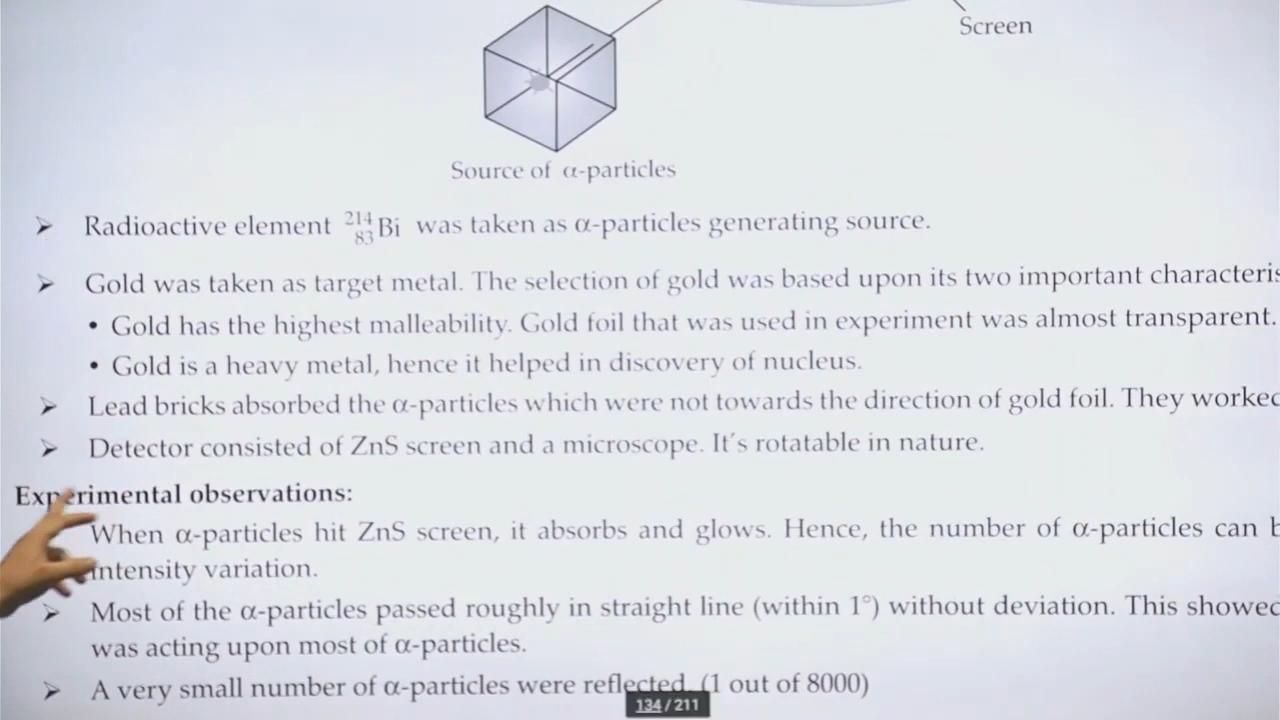 Screen
Source of α-particles
➢ Radioactive element ²¹⁴₈₃Bi was taken as α-particles generating source.
➢ Gold was taken as target metal. The selection of gold was based upon its two important characteris
• Gold has the highest malleability. Gold foil that was used in experiment was almost transparent.
• Gold is a heavy metal, hence it helped in discovery of nucleus.
➢ Lead bricks absorbed the α-particles which were not towards the direction of gold foil. They worked
➢ Detector consisted of ZnS screen and a microscope. It's rotatable in nature.
Experimental observations:
When α-particles hit ZnS screen, it absorbs and glows. Hence, the number of α-particles can
intensity variation.
➢ Most of the α-particles passed roughly in straight line (within 1°) without deviation. This showed
was acting upon most of α-particles.
➢ A very small number of α-particles were reflected. (1 out of 8000)
134 / 211